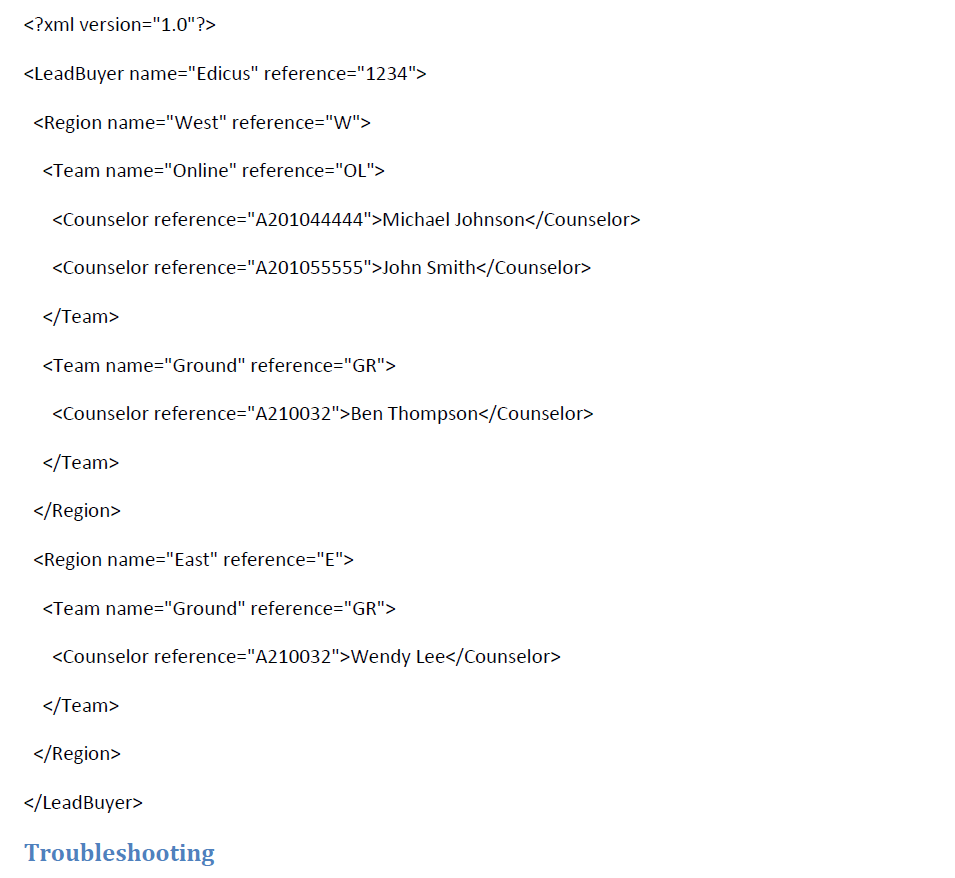 <?xml version="1.0"?>
<LeadBuyer name="Edicus" reference="1234">
<Region name="West" reference="W">
<Team name="Online" reference="OL">
<Counselor reference="A201044444">Michael Johnson</Counselor>
<Counselor reference="A201055555">John Smith</Counselor>
</Team>
<Team name="Ground" reference="GR">
<Counselor reference="A210032">Ben Thompson</Counselor>
</Team>
</Region>
<Region name="East" reference="E">
<Team name="Ground" reference="GR">
<Counselor reference="A210032">Wendy Lee</Counselor>
</Team>
</Region>
</LeadBuyer>
Troubleshooting